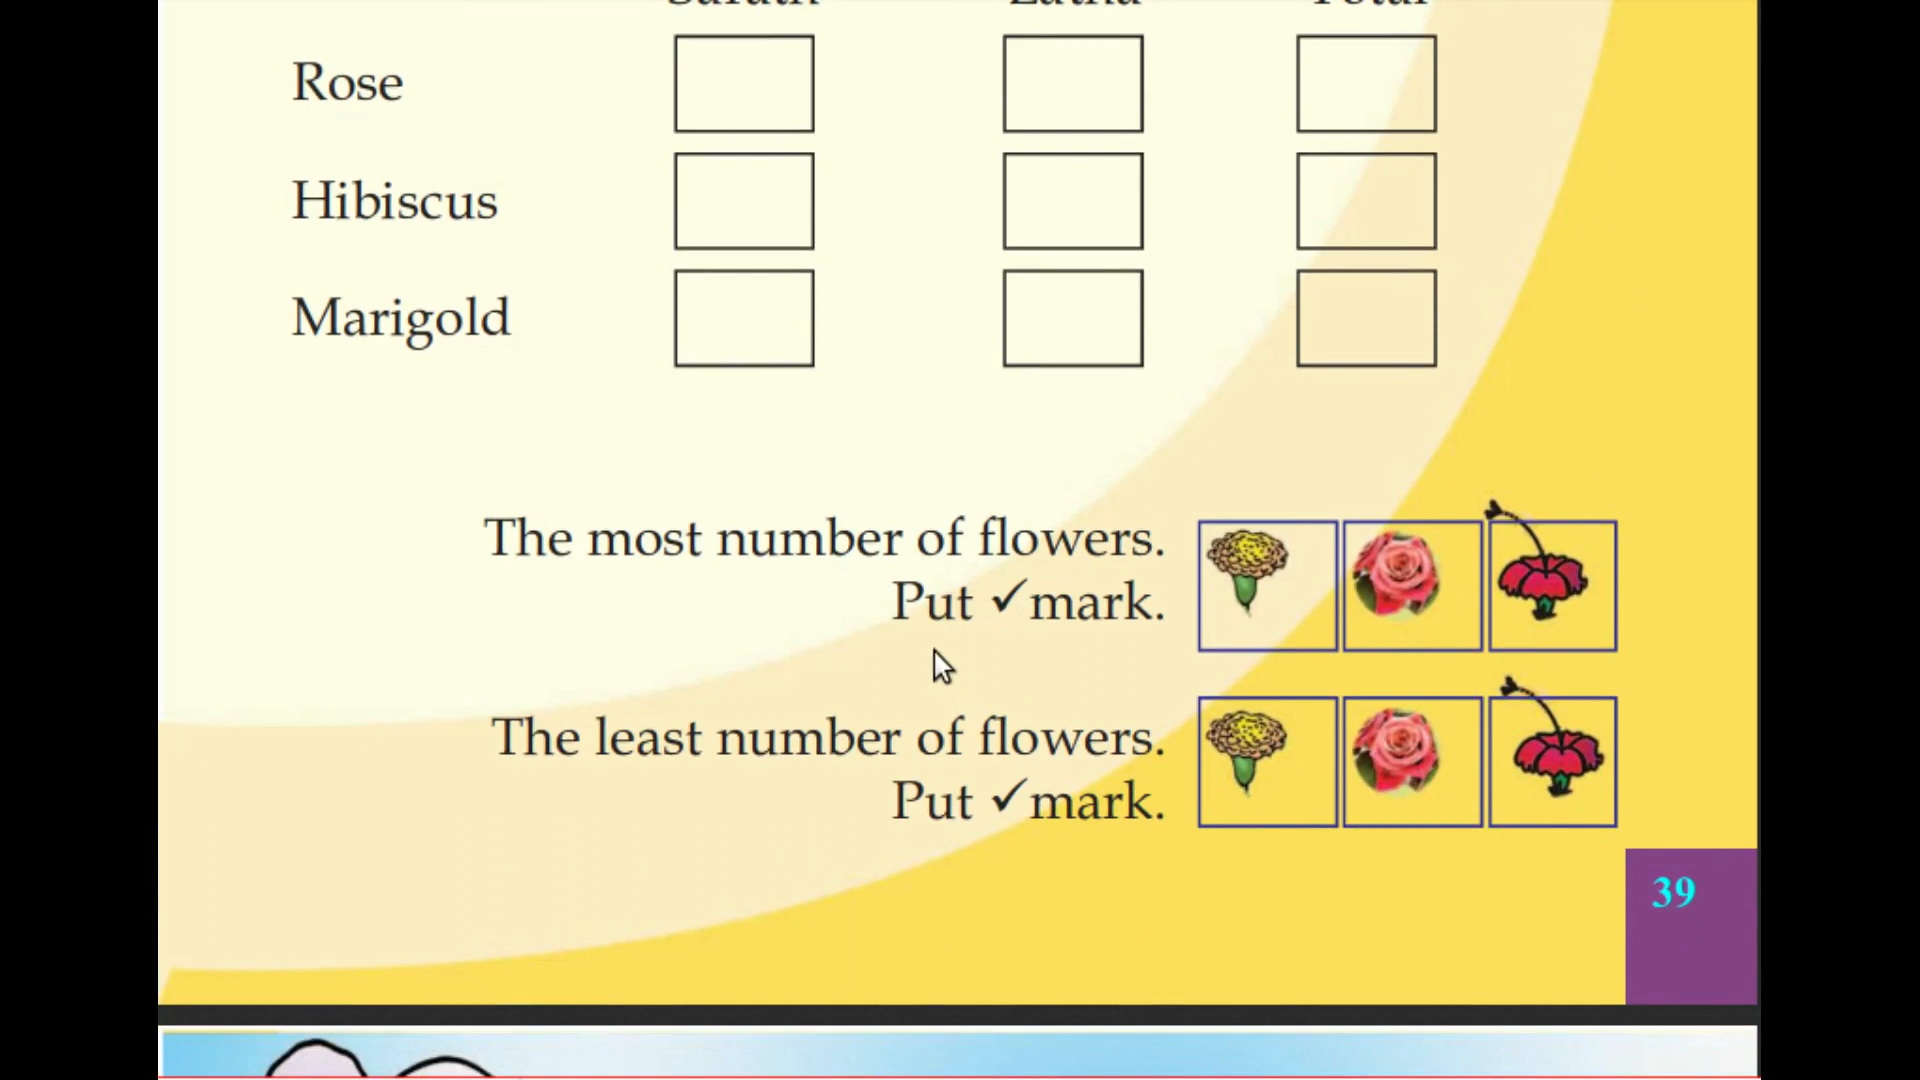 Rose
Hibiscus
Marigold
The most number of flowers.
Put ✓mark.
The least number of flowers.
Put ✓mark.
39